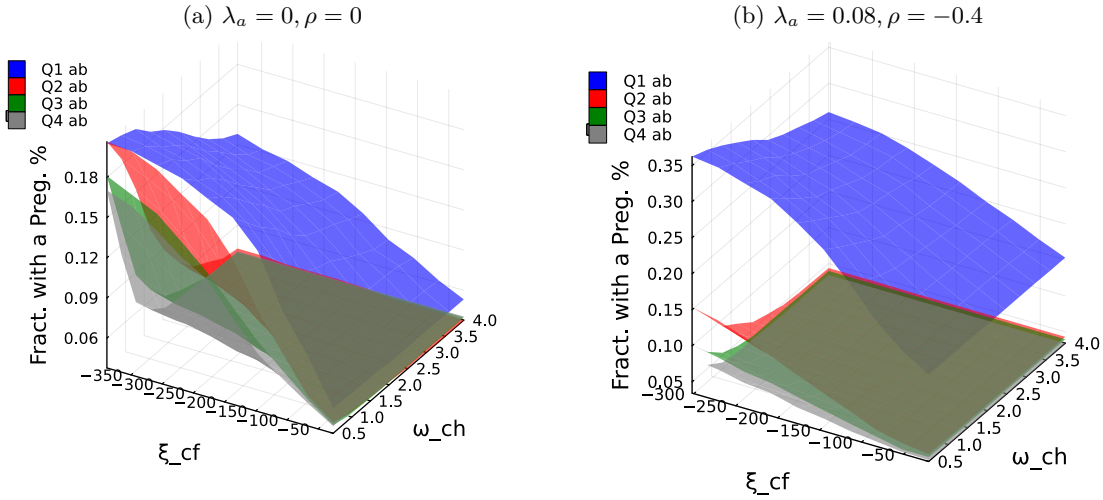 (a) λ_a = 0, ρ = 0
Q1 ab
Q2 ab
Q3 ab
Q4 ab
Fract. with a Preg. %
0.18
0.15
0.12
0.09
0.06
−350
−300
−250
−200
−150
−100
−50
ξ_cf
0.5
1.0
1.5
2.0
2.5
3.0
3.5
4.0
ω_ch
(b) λ_a = 0.08, ρ = −0.4
Q1 ab
Q2 ab
Q3 ab
Q4 ab
Fract. with a Preg. %
0.35
0.30
0.25
0.20
0.15
0.10
0.05
−300
−250
−200
−150
−100
−50
ξ_cf
0.5
1.0
1.5
2.0
2.5
3.0
3.5
4.0
ω_ch